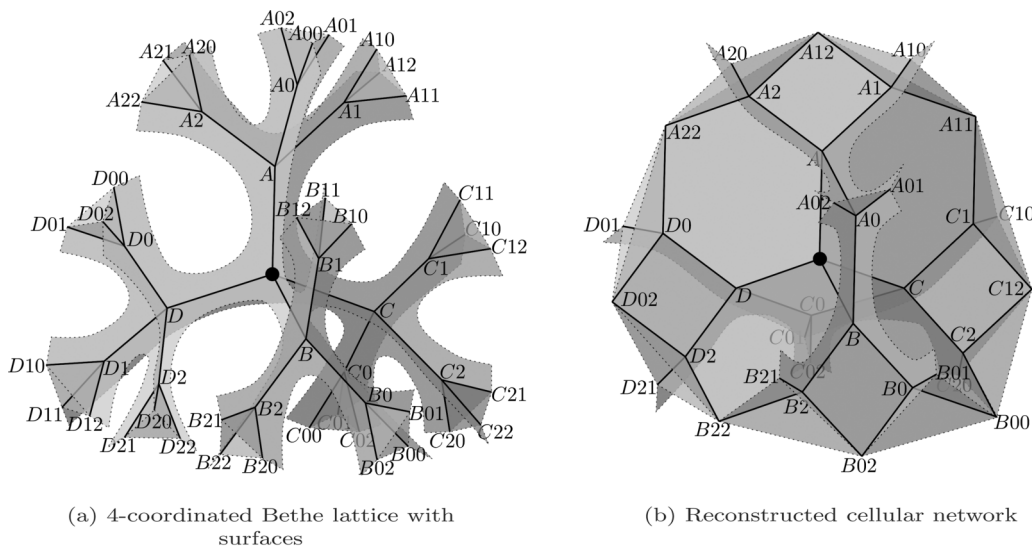 A02
A00
A01
A21
A20
A10
A12
A0
A22
A2
A1
A11
A
D00
B11
C11
D02
B12
B10
D01
D0
C10
B1
C1
C12
D
C
B
D10
D1
C0
C2
D2
B0
C21
D11
D12
D20
B21
B2
B01
D21
D22
C00
C01
C02
C20
C22
B22
B20
B02
B00
(a) 4-coordinated Bethe lattice with
surfaces
A20
A12
A10
A2
A1
A22
A11
A
A01
A02
A0
D01
D0
C1
C10
D
C
C12
D02
C0
C01
B
D2
C2
C02
D21
B21
B2
B0
B01
C20
B22
B00
B02
(b) Reconstructed cellular network